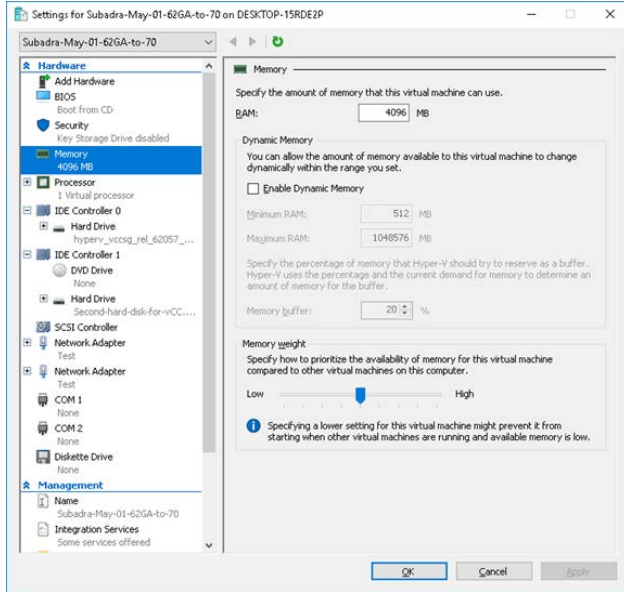 Settings for Subadra-May-01-62GA-to-70 on DESKTOP-15RDE2P
Subadra-May-01-62GA-to-70
Hardware
Add Hardware
BIOS
Boot from CD
Security
Key Storage Drive disabled
Memory
4096 MB
Processor
1 Virtual processor
IDE Controller 0
Hard Drive
hyperv_vccsg_rel_62057_...
IDE Controller 1
DVD Drive
None
Hard Drive
Second-hard-disk-for-vCC....
SCSI Controller
Network Adapter
Test
Network Adapter
Test
COM 1
None
COM 2
None
Diskette Drive
None
Management
Name
Subadra-May-01-62GA-to-70
Integration Services
Some services offered
Memory
Specify the amount of memory that this virtual machine can use.
RAM: 4096 MB
Dynamic Memory
You can allow the amount of memory available to this virtual machine to change
dynamically within the range you set.
Enable Dynamic Memory
Minimum RAM: 512 MB
Maximum RAM: 1048576 MB
Specify the percentage of memory that Hyper-V should try to reserve as a buffer.
Hyper-V uses the percentage and the current demand for memory to determine an
amount of memory for the buffer.
Memory buffer: 20 %
Memory weight
Specify how to prioritize the availability of memory for this virtual machine
compared to other virtual machines on this computer.
Low High
Specifying a lower setting for this virtual machine might prevent it from
starting when other virtual machines are running and available memory is low.
OK Cancel Apply